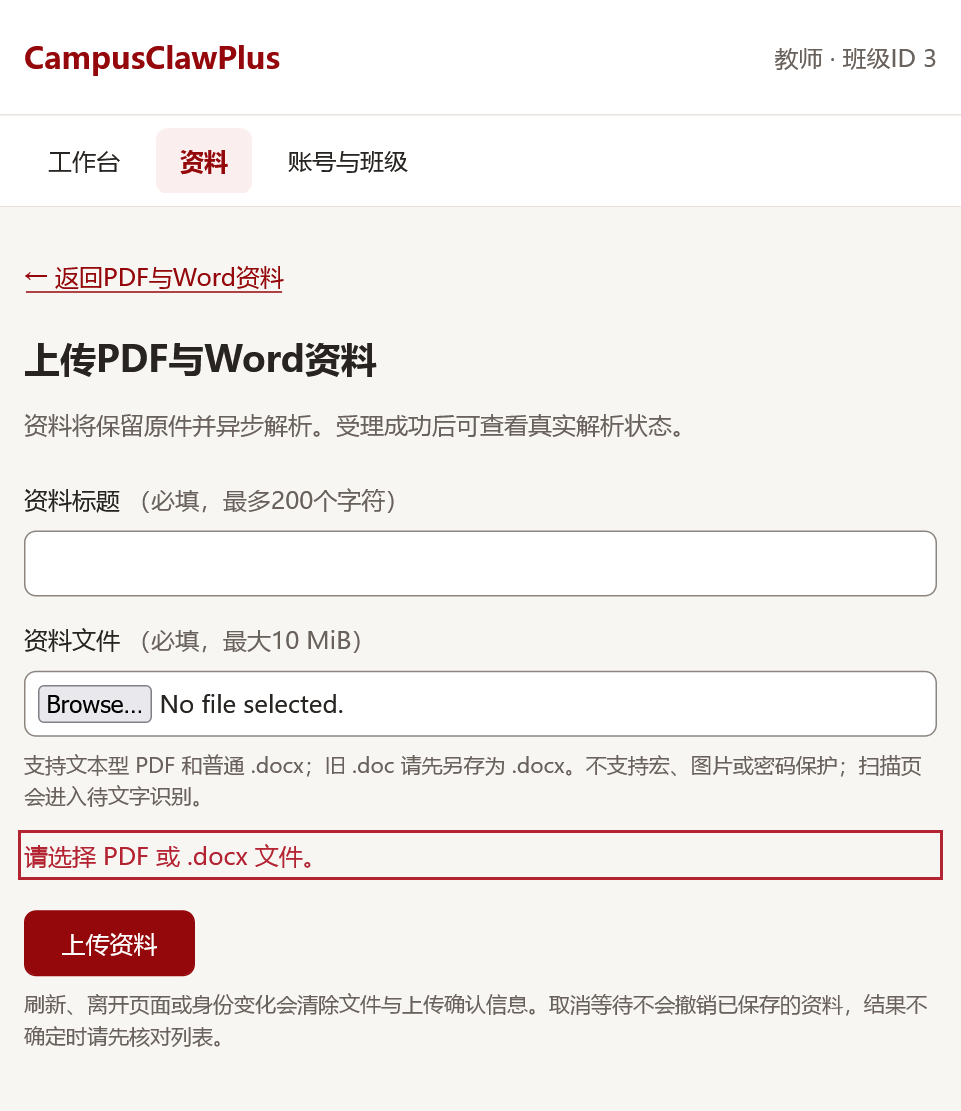 CampusClawPlus
教师 · 班级ID 3
工作台
资料
账号与班级
← 返回PDF与Word资料
上传PDF与Word资料
资料将保留原件并异步解析。受理成功后可查看真实解析状态。
资料标题 （必填，最多200个字符）
资料文件 （必填，最大10 MiB）
Browse... No file selected.
支持文本型 PDF 和普通 .docx；旧 .doc 请先另存为 .docx。不支持宏、图片或密码保护；扫描页
会进入待文字识别。
请选择 PDF 或 .docx 文件。
上传资料
刷新、离开页面或身份变化会清除文件与上传确认信息。取消等待不会撤销已保存的资料，结果不
确定时请先核对列表。